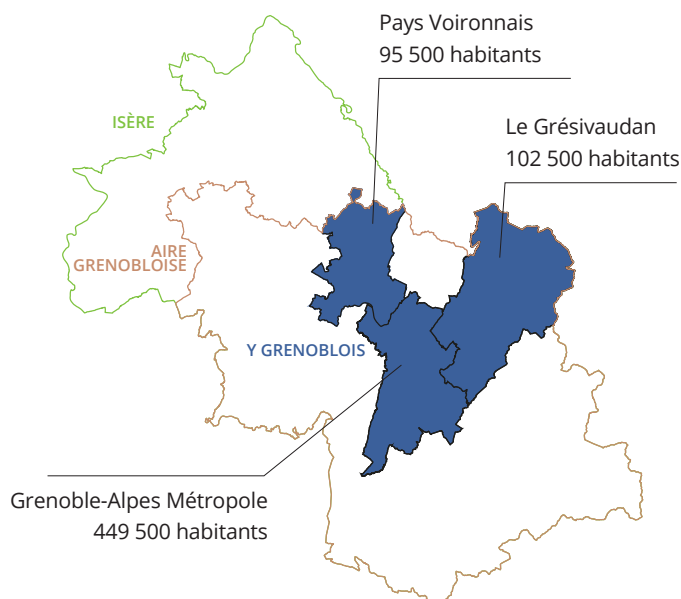 Pays Voironnais
95 500 habitants
ISÈRE
Le Grésivaudan
102 500 habitants
AIRE
GRENOBLOISE
Y GRENOBLOIS
Grenoble-Alpes Métropole
449 500 habitants